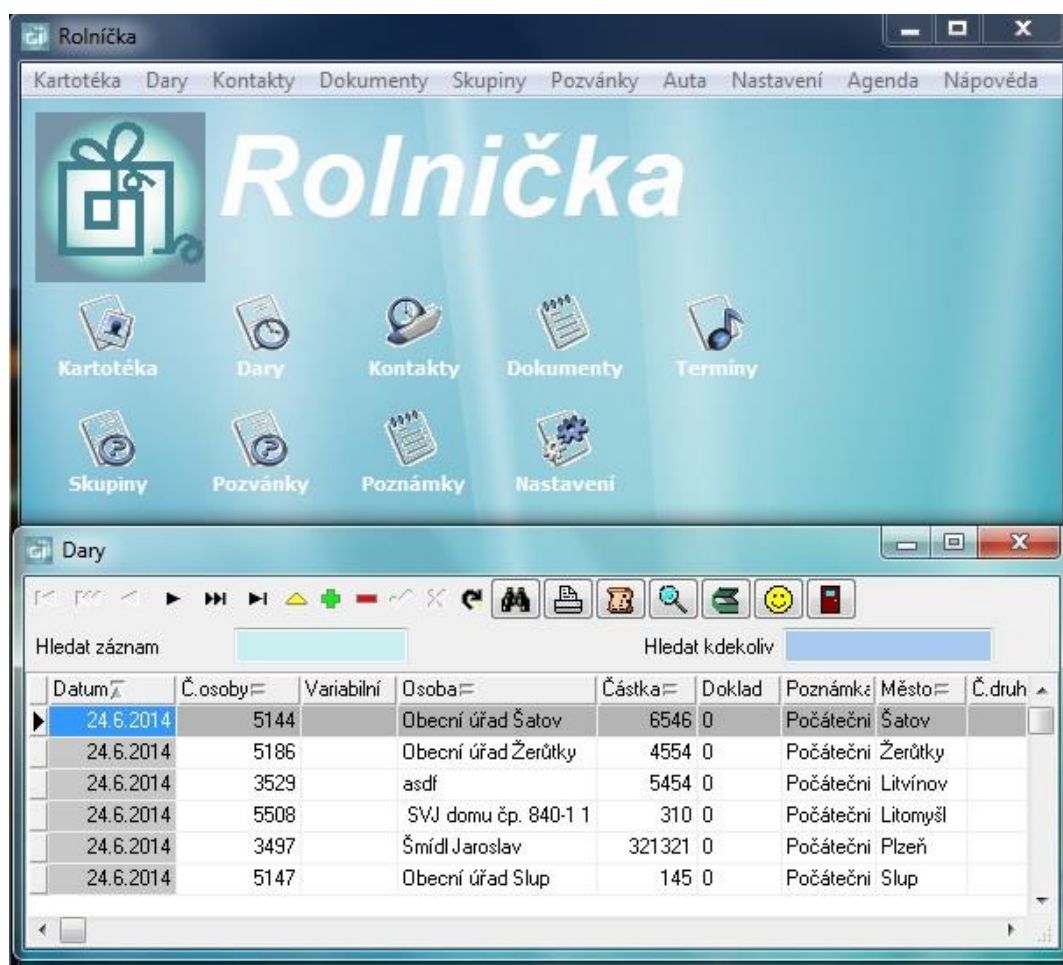 Rolníčka
Kartotéka Dary Kontakty Dokumenty Skupiny Pozvánky Auta Nastavení Agenda Nápověda
Rolnička
Kartotéka Dary Kontakty Dokumenty Termíny
Skupiny Pozvánky Poznámky Nastavení
Dary
Hledat záznam Hledat kdekoliv
Datum Č.osoby Variabilní Osoba Částka Doklad Poznámka Město Č.druh
24.6.2014 5144 Obecní úřad Šatov 6546 0 Počáteční Šatov
24.6.2014 5186 Obecní úřad Žerůtky 4554 0 Počáteční Žerůtky
24.6.2014 3529 asdf 5454 0 Počáteční Litvínov
24.6.2014 5508 SVJ domu čp. 840-1 1 310 0 Počáteční Litomyšl
24.6.2014 3497 Šmídl Jaroslav 321321 0 Počáteční Plzeň
24.6.2014 5147 Obecní úřad Slup 145 0 Počáteční Slup